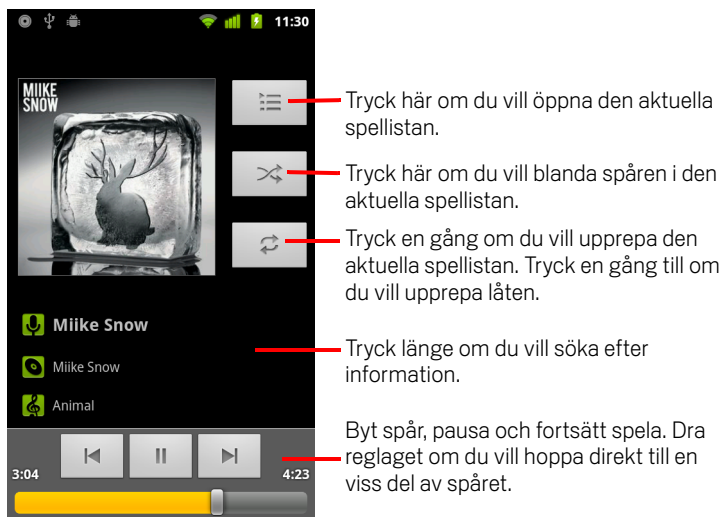 11:30
MIIKE
SNOW
Tryck här om du vill öppna den aktuella
spellistan.
Tryck här om du vill blanda spåren i den
aktuella spellistan.
Tryck en gång om du vill upprepa den
aktuella spellistan. Tryck en gång till om
du vill upprepa låten.
Miike Snow
Miike Snow
Animal
Tryck länge om du vill söka efter
information.
Byt spår, pausa och fortsätt spela. Dra
reglaget om du vill hoppa direkt till en
viss del av spåret.
3:04
4:23